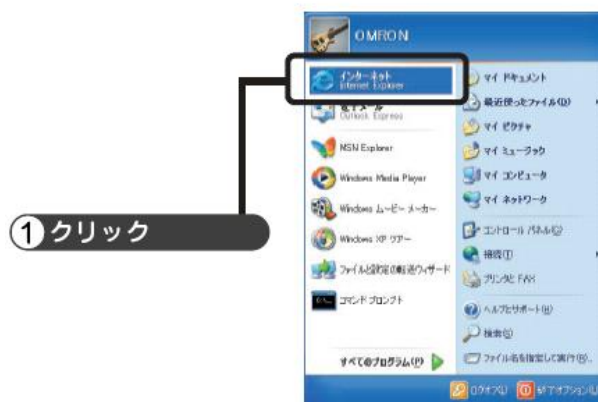 OMRON
インターネット
Internet Explorer
電子メール
Outlook Express
MSN Explorer
Windows Media Player
Windows ムービー メーカー
Windows XP ツアー
ファイルと設定の転送ウィザード
コマンド プロンプト
すべてのプログラム(P)
マイ ドキュメント
最近使ったファイル(D)
マイ ピクチャ
マイ ミュージック
マイ コンピュータ
マイ ネットワーク
コントロール パネル(C)
接続(T)
プリンタと FAX
ヘルプとサポート(H)
検索(S)
ファイル名を指定して実行(R)...
ログオフ(L)
終了オプション(U)
1 クリック